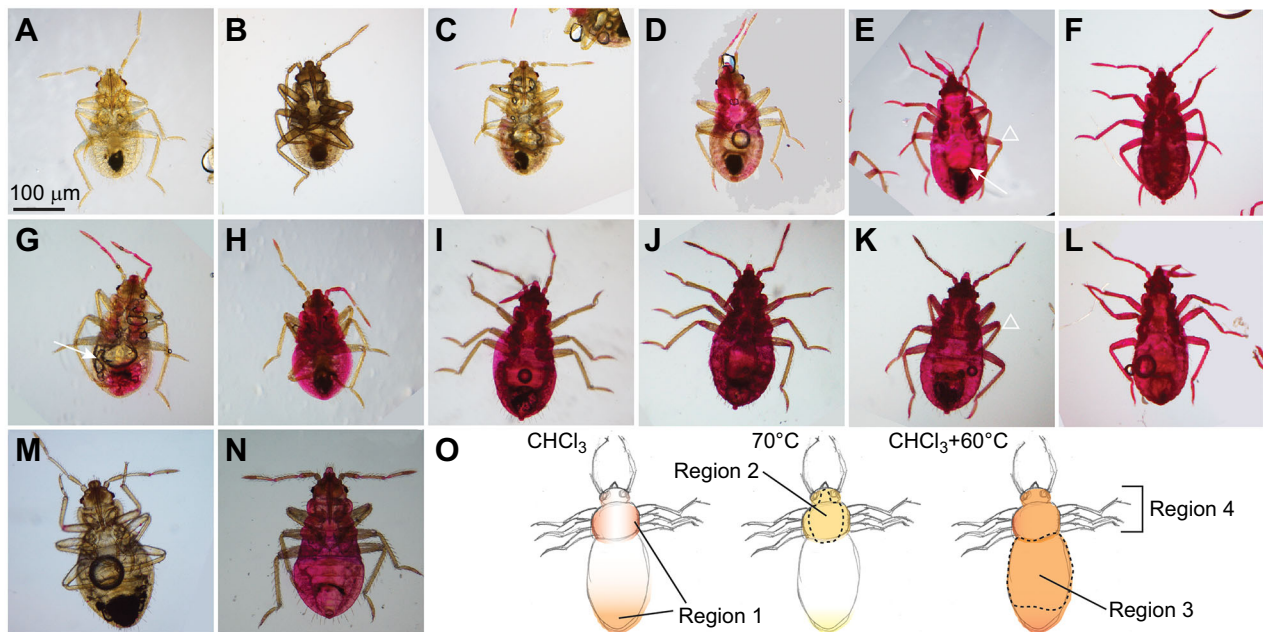 A
B
C
D
E
F
100 μm
G
H
I
J
K
L
M
N
O
CHCl3
70°C
CHCl3+60°C
Region 2
Region 4
Region 1
Region 3